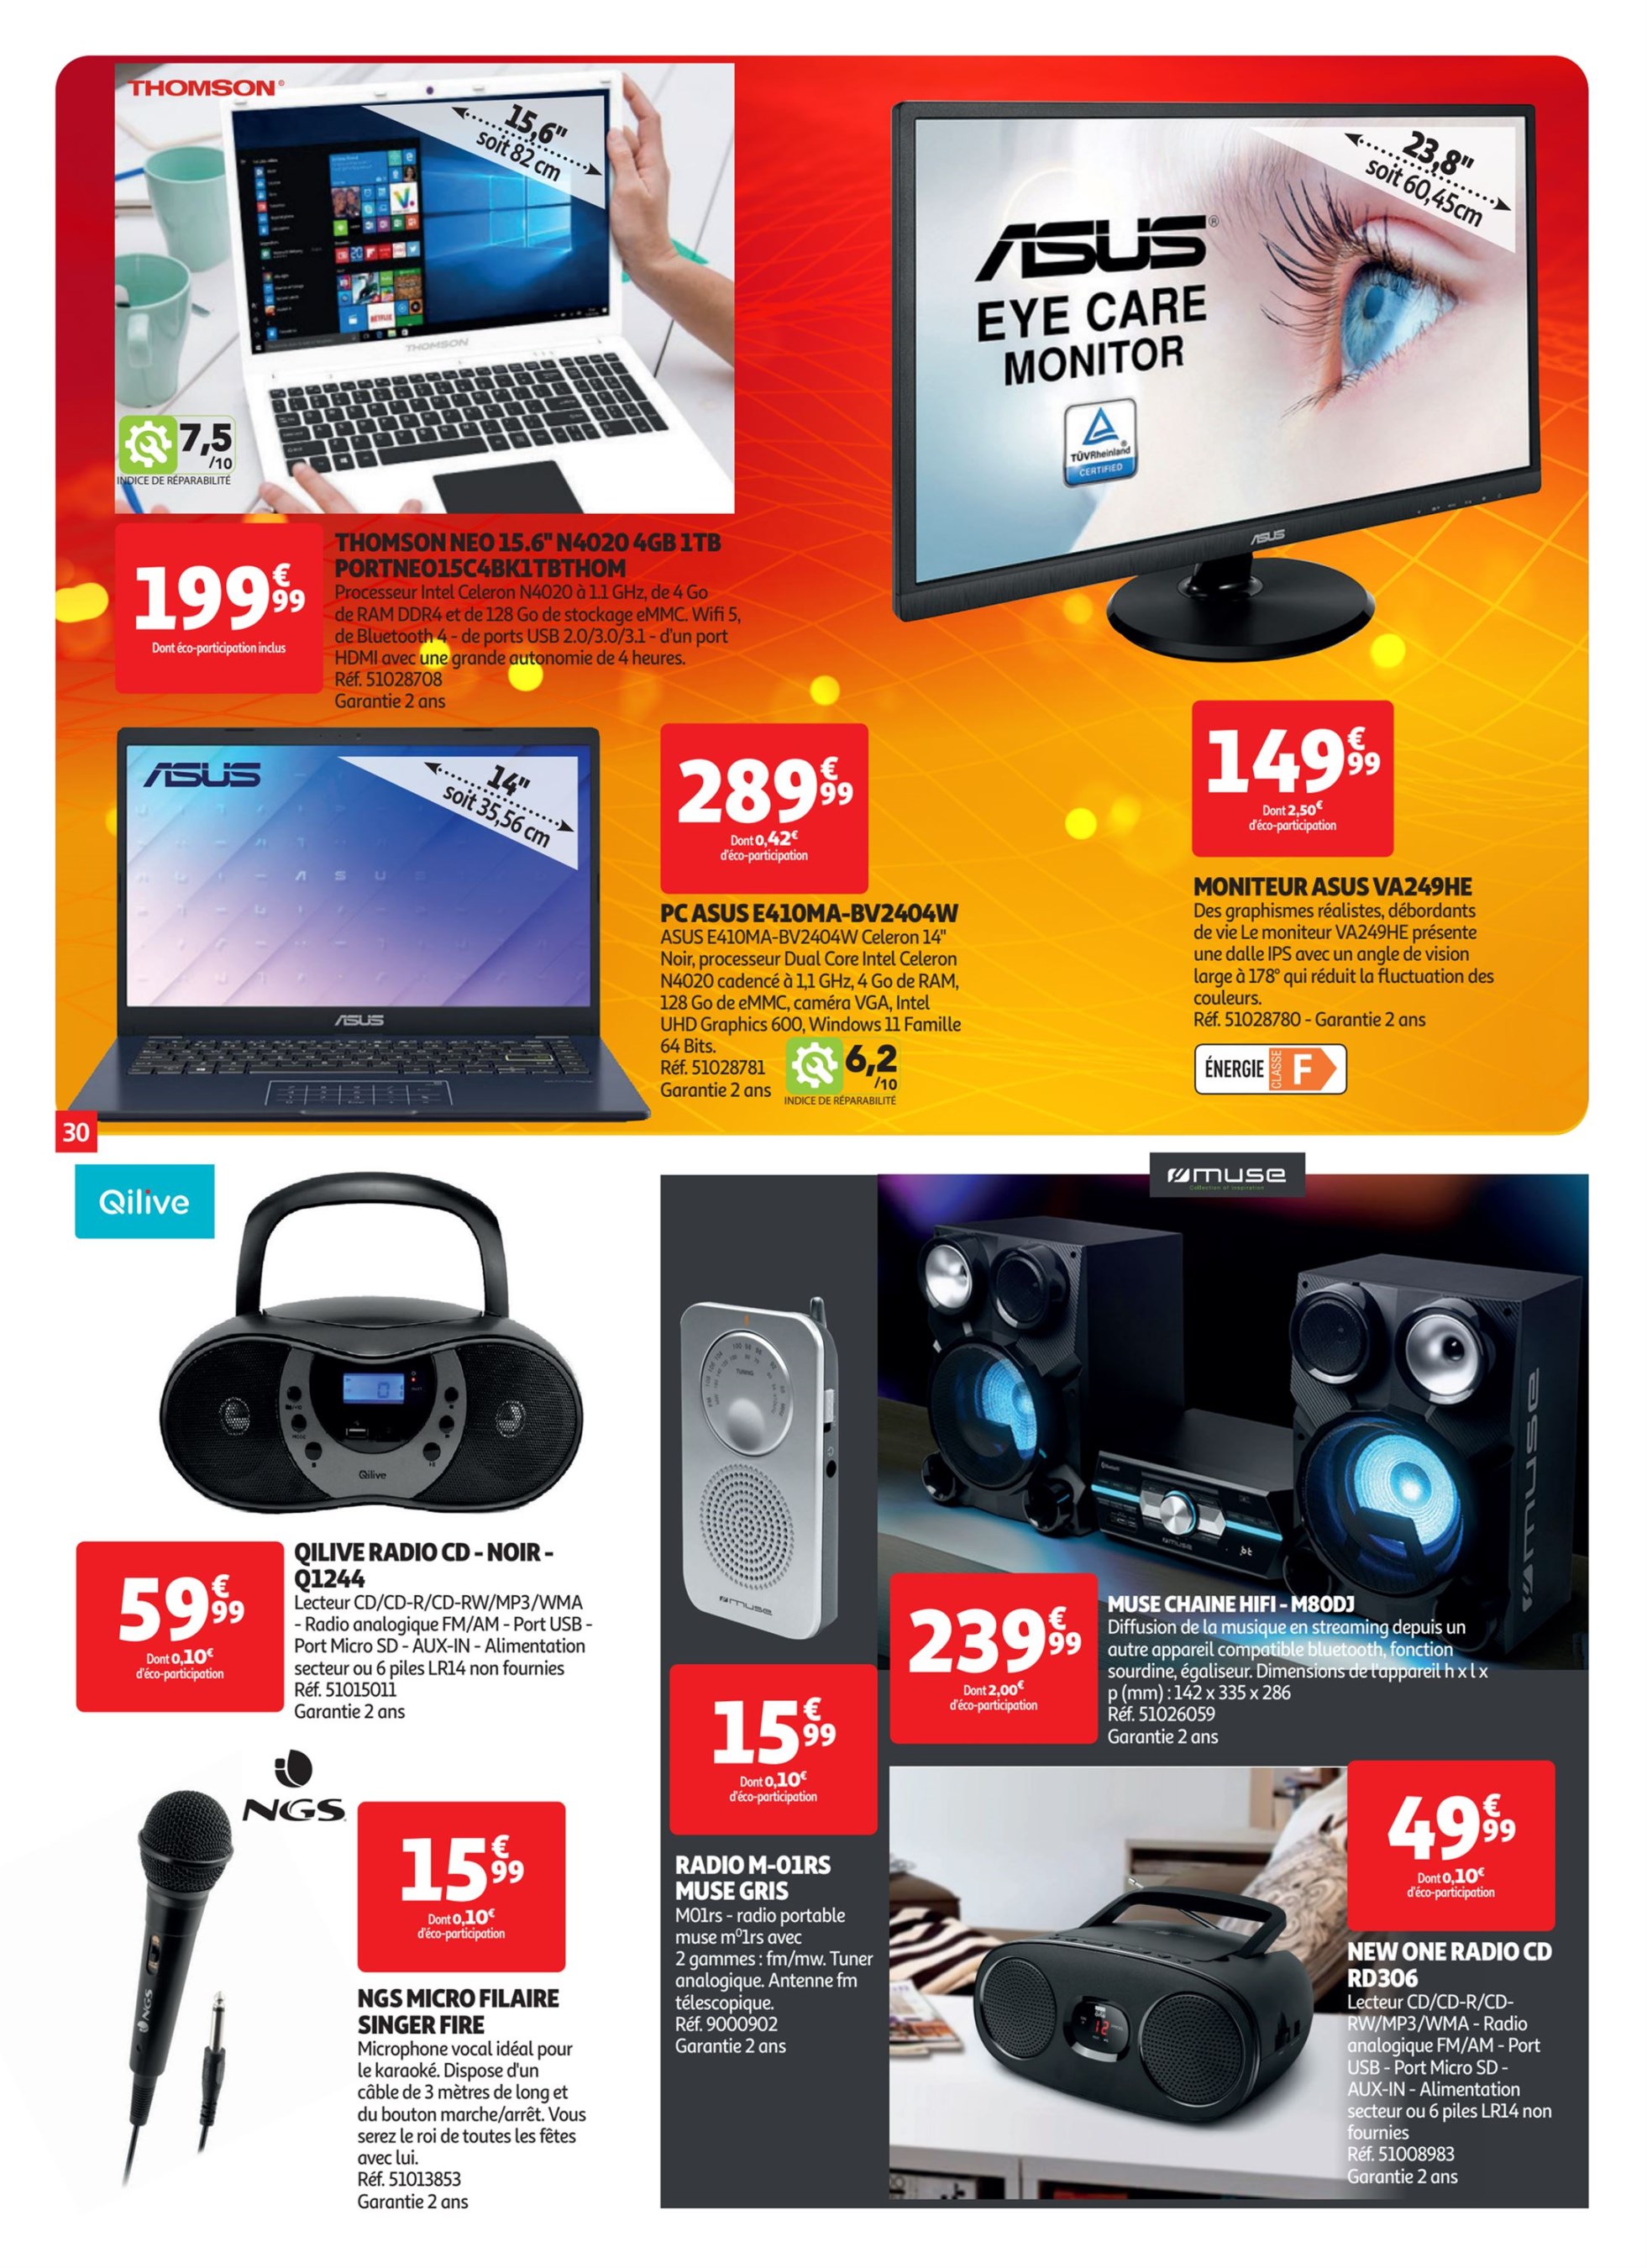 THOMSON®
15,6"
soit 82 cm
THOMSON
7,5
/10
INDICE DE RÉPARABILITÉ
199€99
Dont éco-participation inclus
THOMSON NEO 15.6" N4020 4GB 1TB
PORTNEO15C4BK1TBTHOM
Processeur Intel Celeron N4020 à 1.1 GHz, de 4 Go
de RAM DDR4 et de 128 Go de stockage eMMC. Wifi 5,
de Bluetooth 4 - de ports USB 2.0/3.0/3.1 - d'un port
HDMI avec une grande autonomie de 4 heures.
Réf. 51028708
Garantie 2 ans
23,8"
soit 60,45cm
ASUS®
EYE CARE
MONITOR
TÜVRheinland®
CERTIFIED
ASUS
149€99
Dont 2,50€
d'éco-participation
MONITEUR ASUS VA249HE
Des graphismes réalistes, débordants
de vie Le moniteur VA249HE présente
une dalle IPS avec un angle de vision
large à 178° qui réduit la fluctuation des
couleurs.
Réf. 51028780 - Garantie 2 ans
ÉNERGIE CLASSE F
ASUS
14"
soit 35,56 cm
ASUS
289€99
Dont 0,42€
d'éco-participation
PC ASUS E410MA-BV2404W
ASUS E410MA-BV2404W Celeron 14"
Noir, processeur Dual Core Intel Celeron
N4020 cadencé à 1,1 GHz, 4 Go de RAM,
128 Go de eMMC, caméra VGA, Intel
UHD Graphics 600, Windows 11 Famille
64 Bits.
Réf. 51028781
Garantie 2 ans
6,2
/10
INDICE DE RÉPARABILITÉ
30
Qilive
Qilive
59€99
Dont 0,10€
d'éco-participation
QILIVE RADIO CD - NOIR -
Q1244
Lecteur CD/CD-R/CD-RW/MP3/WMA
- Radio analogique FM/AM - Port USB -
Port Micro SD - AUX-IN - Alimentation
secteur ou 6 piles LR14 non fournies
Réf. 51015011
Garantie 2 ans
NGS
NGS
15€99
Dont 0,10€
d'éco-participation
NGS MICRO FILAIRE
SINGER FIRE
Microphone vocal idéal pour
le karaoké. Dispose d'un
câble de 3 mètres de long et
du bouton marche/arrêt. Vous
serez le roi de toutes les fêtes
avec lui.
Réf. 51013853
Garantie 2 ans
muse
Collection of inspiration
TUNING
muse
15€99
Dont 0,10€
d'éco-participation
RADIO M-01RS
MUSE GRIS
M01rs - radio portable
muse m°1rs avec
2 gammes : fm/mw. Tuner
analogique. Antenne fm
télescopique.
Réf. 9000902
Garantie 2 ans
muse
muse
bt
239€99
Dont 2,00€
d'éco-participation
MUSE CHAINE HIFI - M80DJ
Diffusion de la musique en streaming depuis un
autre appareil compatible bluetooth, fonction
sourdine, égaliseur. Dimensions de l'appareil h x l x
p (mm) : 142 x 335 x 286
Réf. 51026059
Garantie 2 ans
12
49€99
Dont 0,10€
d'éco-participation
NEW ONE RADIO CD
RD306
Lecteur CD/CD-R/CD-
RW/MP3/WMA - Radio
analogique FM/AM - Port
USB - Port Micro SD -
AUX-IN - Alimentation
secteur ou 6 piles LR14 non
fournies
Réf. 51008983
Garantie 2 ans